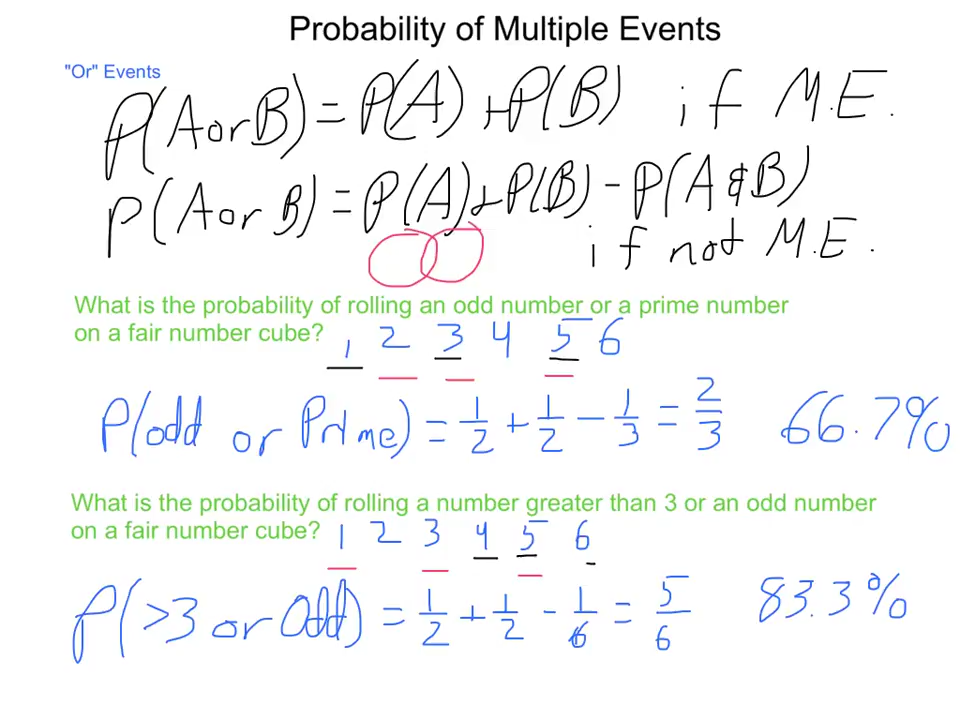 Probability of Multiple Events
"Or" Events
P(A or B) = P(A) + P(B) if M.E.
P(A or B) = P(A) + P(B) - P(A & B)
if not M.E.
What is the probability of rolling an odd number or a prime number
on a fair number cube?
1 2 3 4 5 6
P(odd or Prime) = 1/2 + 1/2 - 1/3 = 2/3 66.7%
What is the probability of rolling a number greater than 3 or an odd number
on a fair number cube?
1 2 3 4 5 6
P(>3 or Odd) = 1/2 + 1/2 - 1/6 = 5/6 83.3%